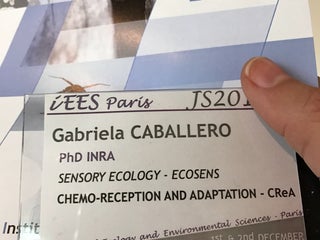 iEES Paris JS201
Gabriela CABALLERO
PhD INRA
SENSORY ECOLOGY - ECOSENS
CHEMO-RECEPTION AND ADAPTATION - CReA
Instit
Ecology and Environmental Sciences - Paris
1st & 2nd DECEMBER